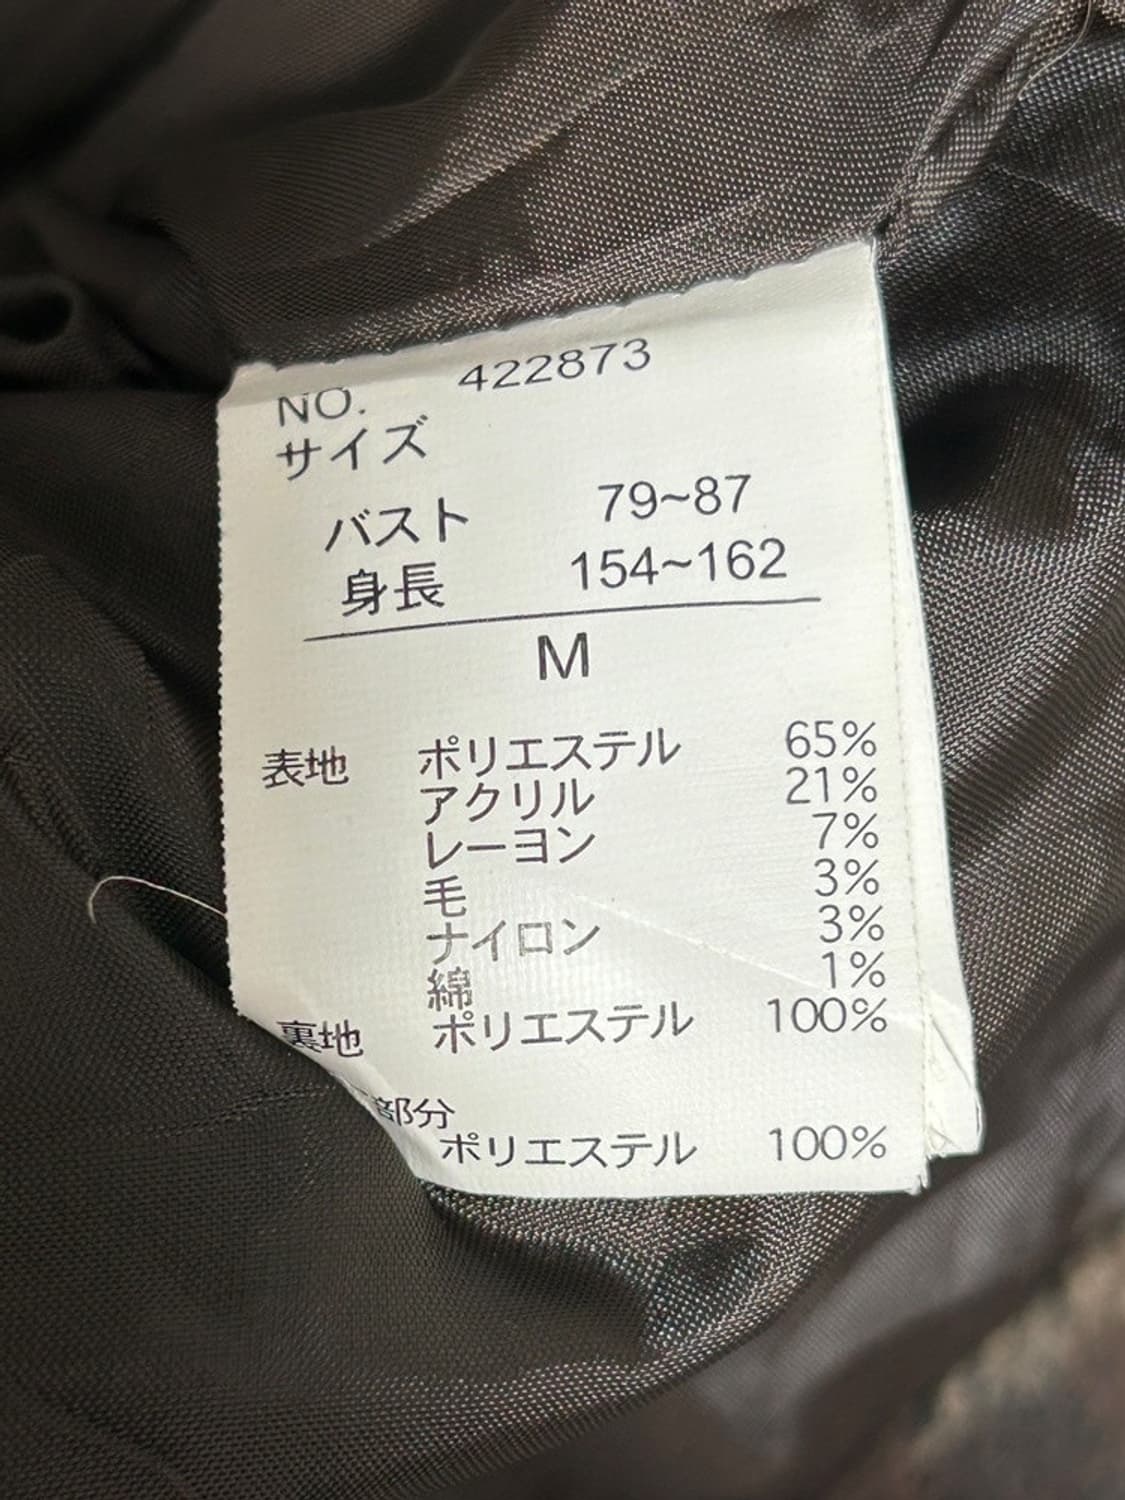 NO. 422873
サイズ
バスト 79~87
身長 154~162
M
表地 ポリエステル 65%
アクリル 21%
レーヨン 7%
毛 3%
ナイロン 3%
綿 1%
裏地 ポリエステル 100%
部分
ポリエステル 100%